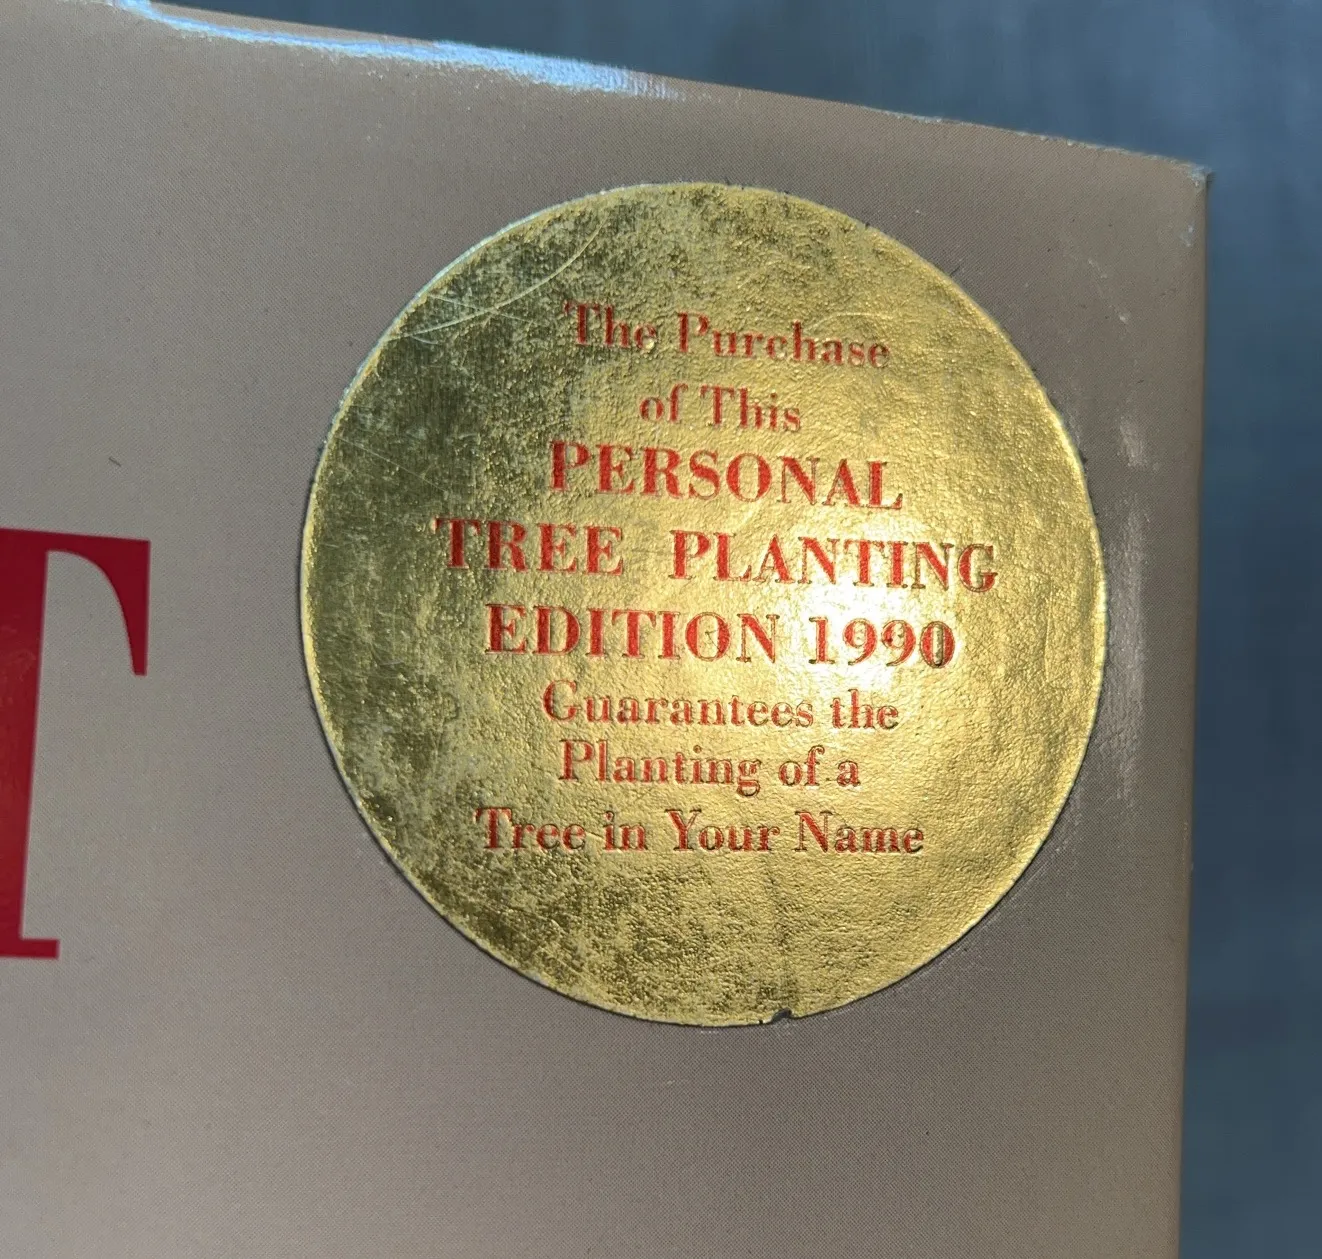 The Purchase
of This
PERSONAL
TREE PLANTING
EDITION 1990
Guarantees the
Planting of a
Tree in Your Name
T